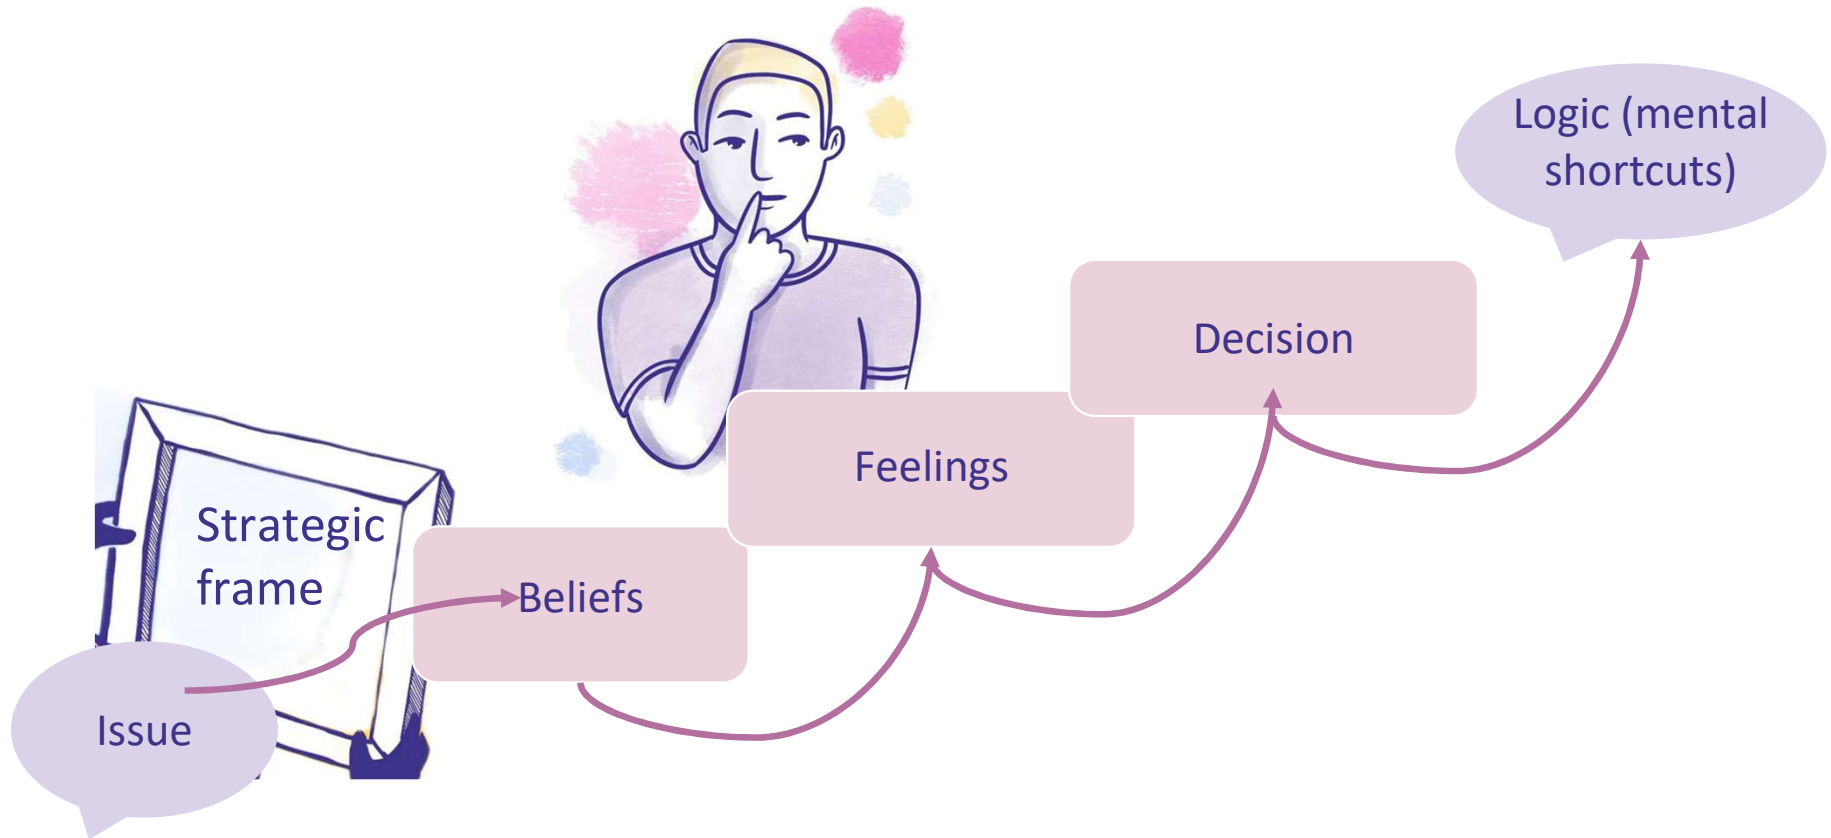 Logic (mental
shortcuts)
Decision
Feelings
Strategic
frame
Beliefs
Issue